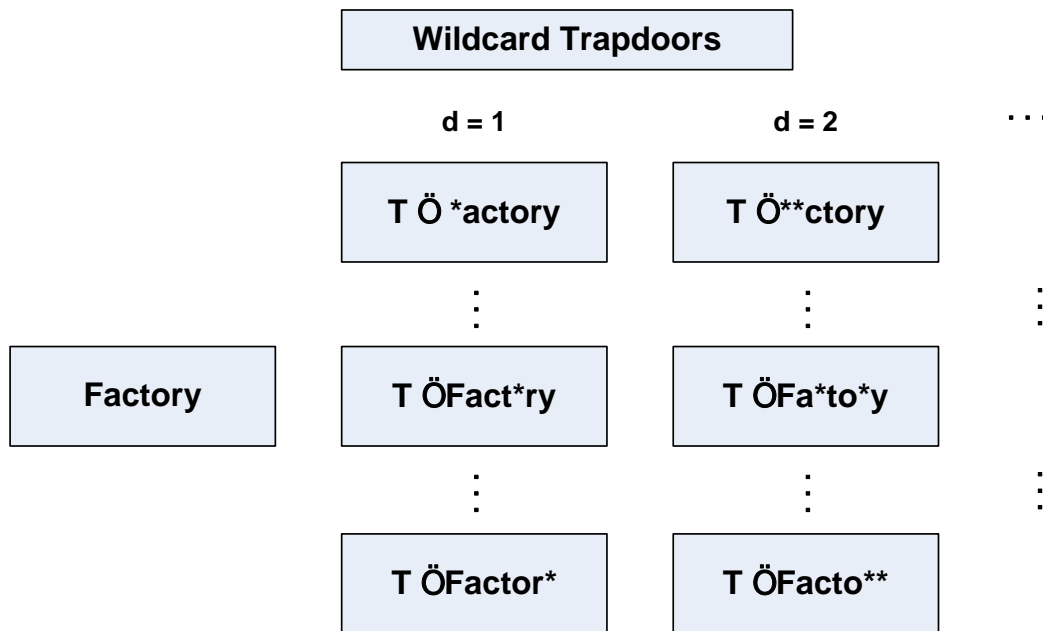 Wildcard Trapdoors
d = 1 d = 2 ...
T Ö *actory T Ö**ctory
Factory T ÖFact*ry T ÖFa*to*y
T ÖFactor* T ÖFacto**